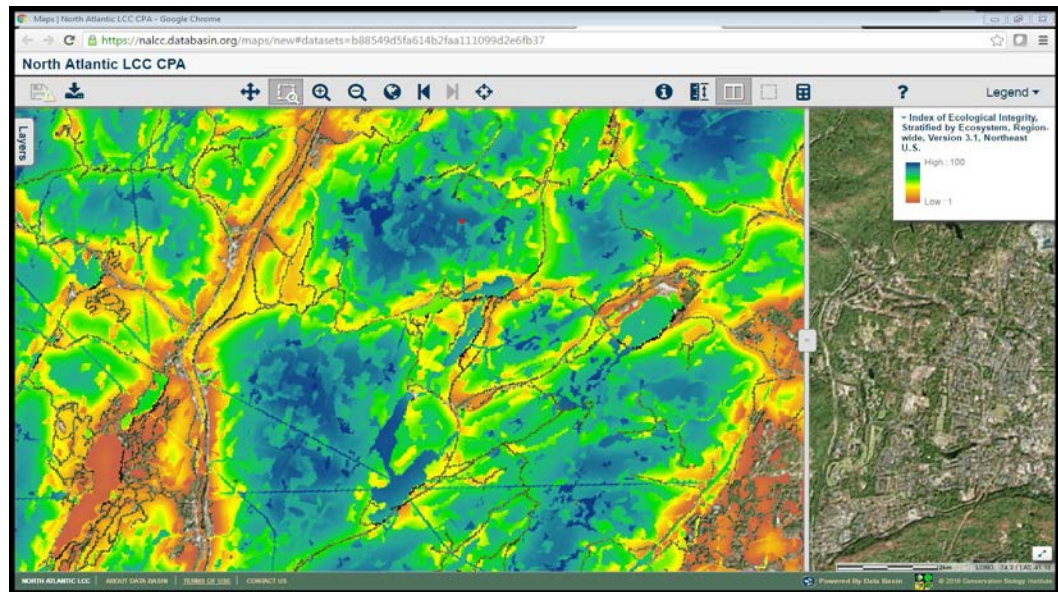 Maps | North Atlantic LCC CPA - Google Chrome
https://nalcc.databasin.org/maps/new#datasets=b88549d5fa614b2faa111099d2e6fb37
North Atlantic LCC CPA
? Legend
Layers
Index of Ecological Integrity,
Stratified by Ecosystem, Region-
wide, Version 3.1, Northeast
U.S.
High : 100
Low : 1
2km
NORTH ATLANTIC LCC | ABOUT DATA BASIN | TERMS OF USE | CONTACT US
Powered By Data Basin
© 2016 Conservation Biology Institute